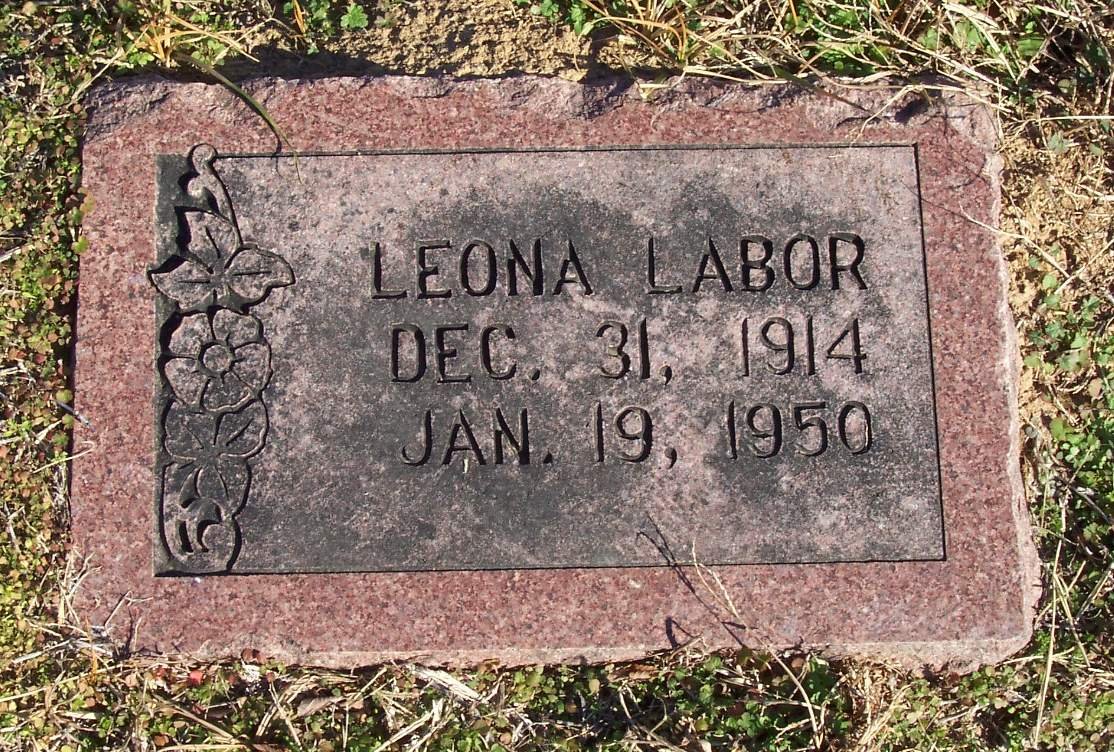 LEONA LABOR
DEC. 31, 1914
JAN. 19, 1950